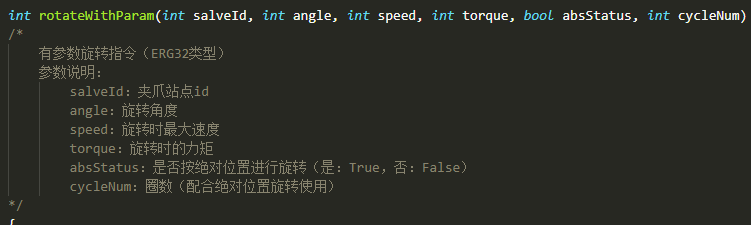 int rotateWithParam(int salveId, int angle, int speed, int torque, bool absStatus, int cycleNum)
/*
有参数旋转指令（ERG32类型）
参数说明：
salveId：夹爪站点id
angle：旋转角度
speed：旋转时最大速度
torque：旋转时的力矩
absStatus：是否按绝对位置进行旋转（是：True，否：False）
cycleNum：圈数（配合绝对位置旋转使用）
*/
{